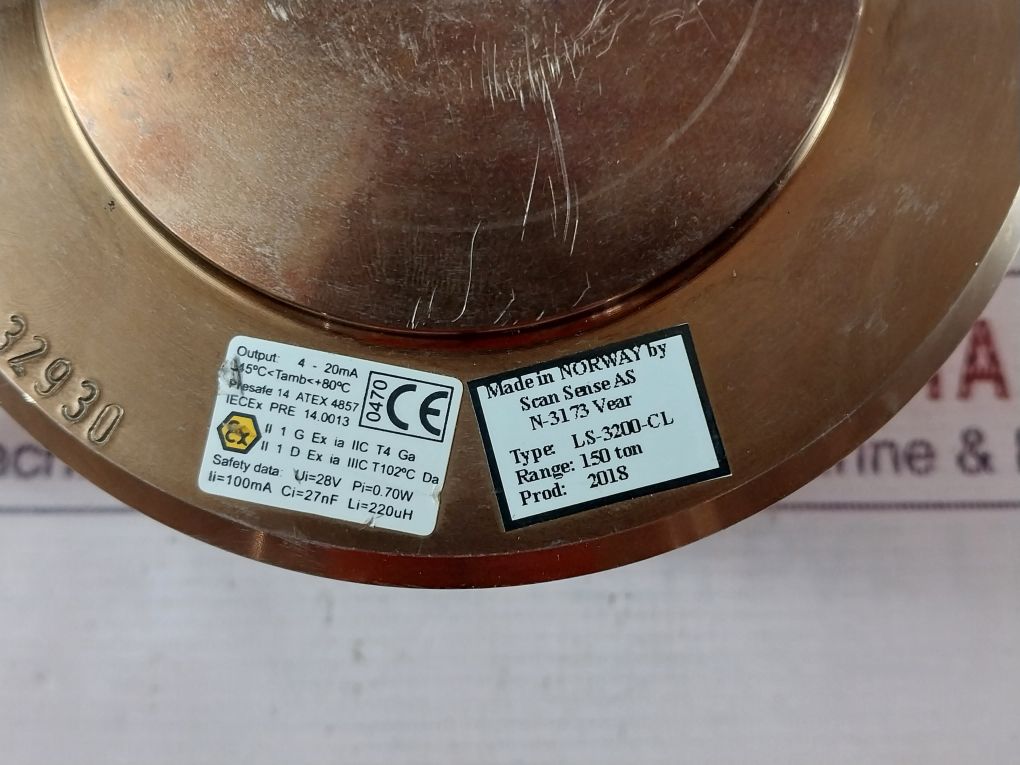 32930
Output: 4 - 20mA
-45ºC<Tamb<+80ºC
Presafe 14 ATEX 4857
IECEx PRE 14.0013
0470 CE
Ex
II 1 G Ex ia IIC T4 Ga
II 1 D Ex ia IIIC T102ºC Da
Safety data: Ui=28V Pi=0.70W
Ii=100mA Ci=27nF Li=220uH
Made in NORWAY by
Scan Sense AS
N-3173 Vear
Type: LS-3200-CL
Range: 150 ton
Prod: 2018